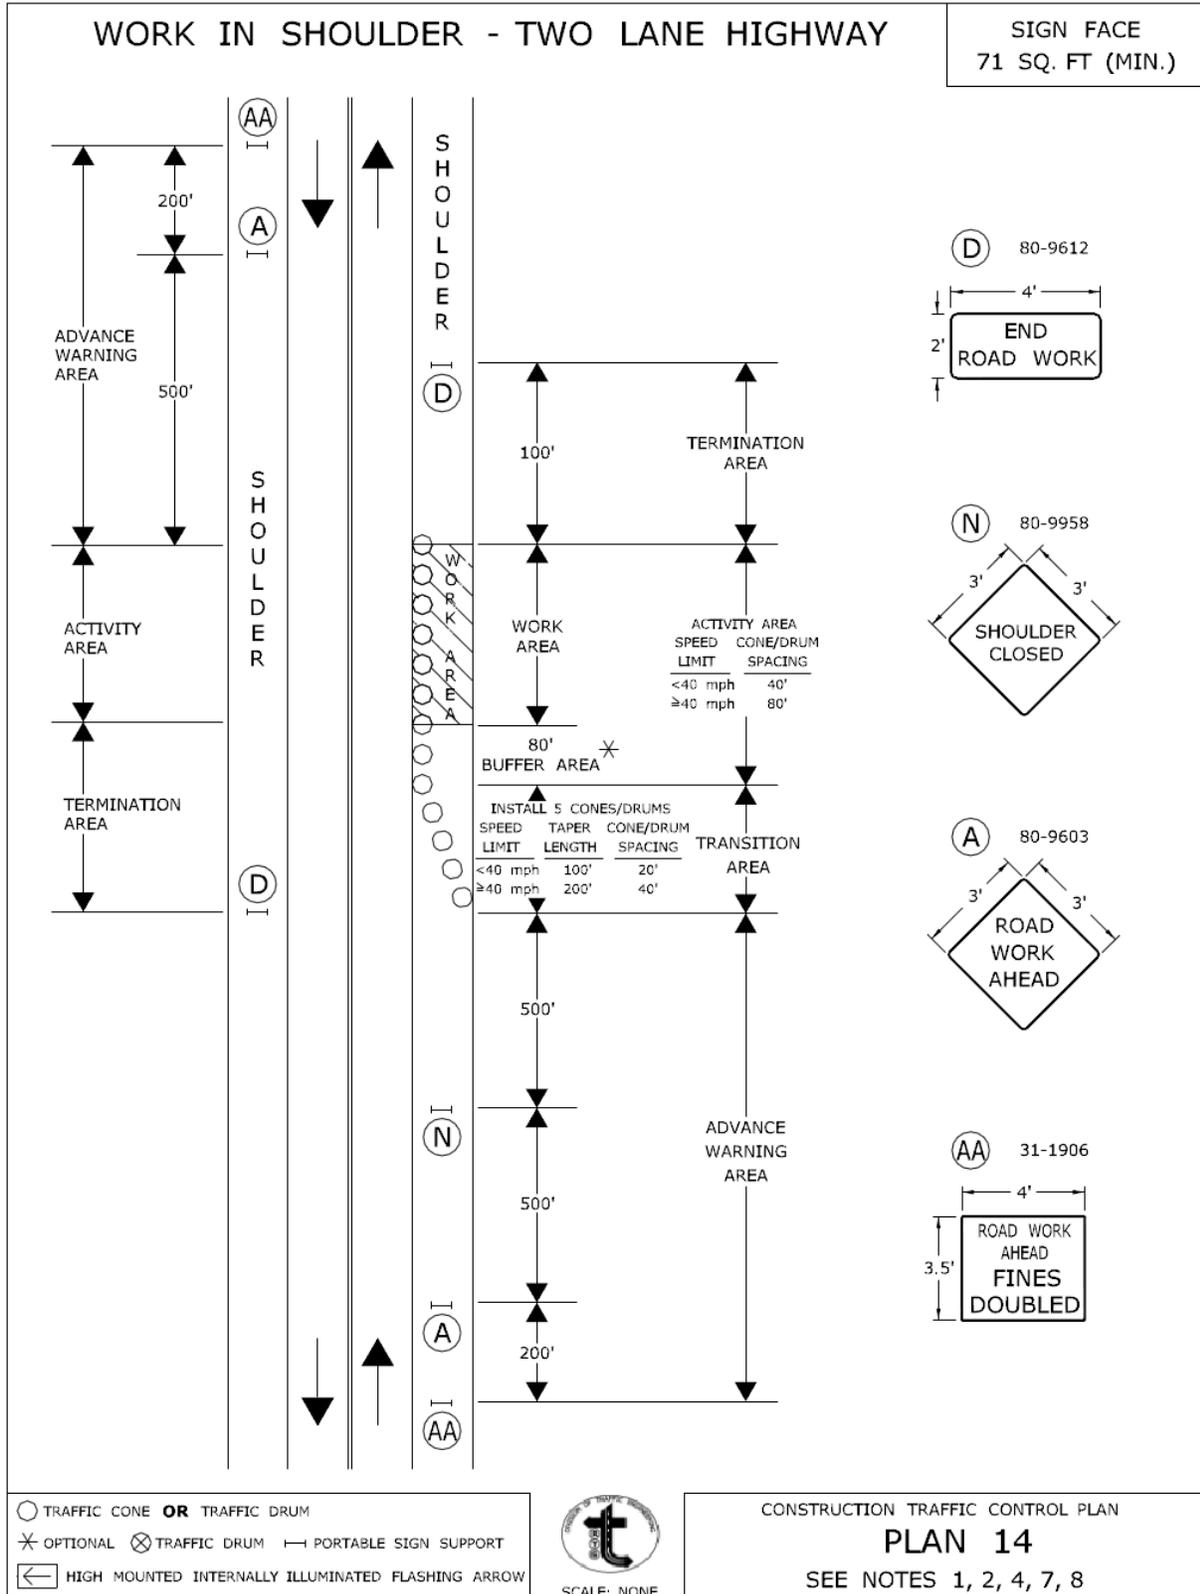 WORK IN SHOULDER - TWO LANE HIGHWAY
SIGN FACE
71 SQ. FT (MIN.)
AA
200'
A
500'
ADVANCE
WARNING
AREA
SHOULDER
ACTIVITY
AREA
TERMINATION
AREA
D
SHOULDER
D
100'
TERMINATION
AREA
WORK AREA
WORK
AREA
ACTIVITY AREA
SPEED CONE/DRUM
LIMIT SPACING
<40 mph 40'
≥40 mph 80'
80'
BUFFER AREA
INSTALL 5 CONES/DRUMS
SPEED TAPER CONE/DRUM
LIMIT LENGTH SPACING
<40 mph 100' 20'
≥40 mph 200' 40'
TRANSITION
AREA
500'
N
500'
ADVANCE
WARNING
AREA
A
200'
AA
D 80-9612
4'
2'
END
ROAD WORK
N 80-9958
3' 3'
SHOULDER
CLOSED
A 80-9603
3' 3'
ROAD
WORK
AHEAD
AA 31-1906
4'
3.5'
ROAD WORK
AHEAD
FINES
DOUBLED
TRAFFIC CONE OR TRAFFIC DRUM
OPTIONAL TRAFFIC DRUM PORTABLE SIGN SUPPORT
HIGH MOUNTED INTERNALLY ILLUMINATED FLASHING ARROW
DIVISION OF TRAFFIC ENGINEERING
t
SCALE: NONE
CONSTRUCTION TRAFFIC CONTROL PLAN
PLAN 14
SEE NOTES 1, 2, 4, 7, 8